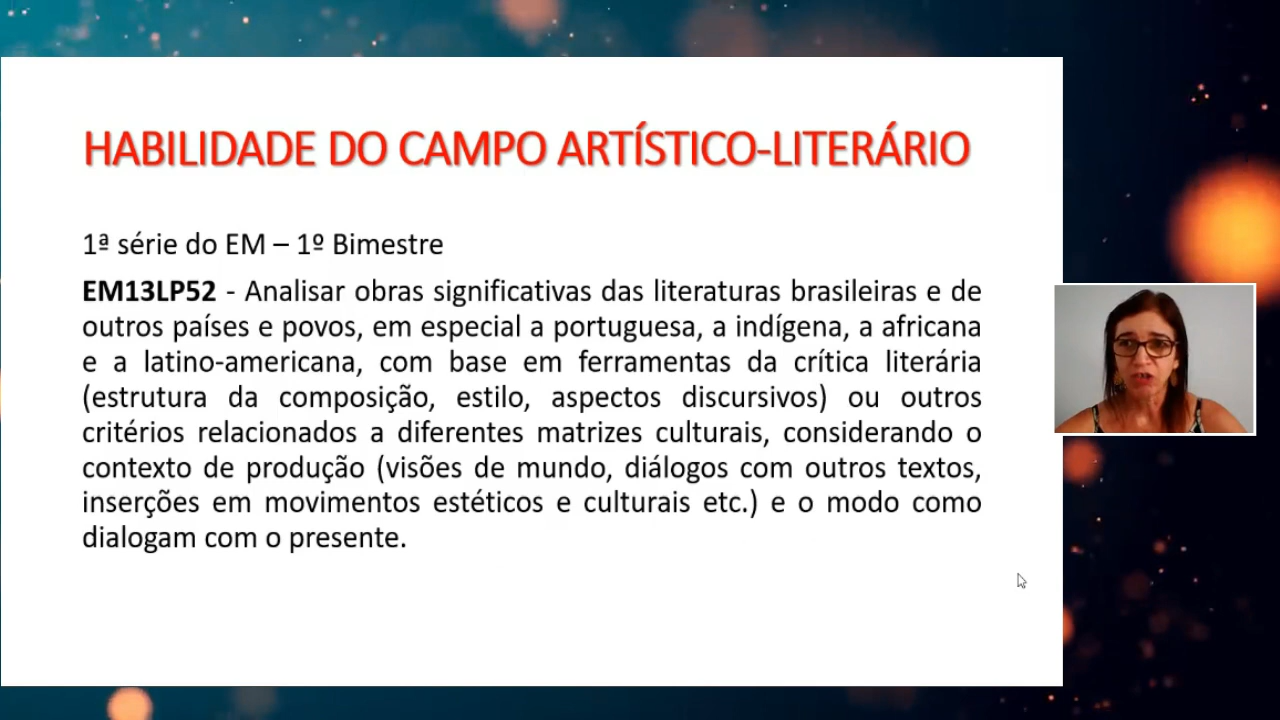 HABILIDADE DO CAMPO ARTÍSTICO-LITERÁRIO
1ª série do EM – 1º Bimestre
EM13LP52 - Analisar obras significativas das literaturas brasileiras e de
outros países e povos, em especial a portuguesa, a indígena, a africana
e a latino-americana, com base em ferramentas da crítica literária
(estrutura da composição, estilo, aspectos discursivos) ou outros
critérios relacionados a diferentes matrizes culturais, considerando o
contexto de produção (visões de mundo, diálogos com outros textos,
inserções em movimentos estéticos e culturais etc.) e o modo como
dialogam com o presente.